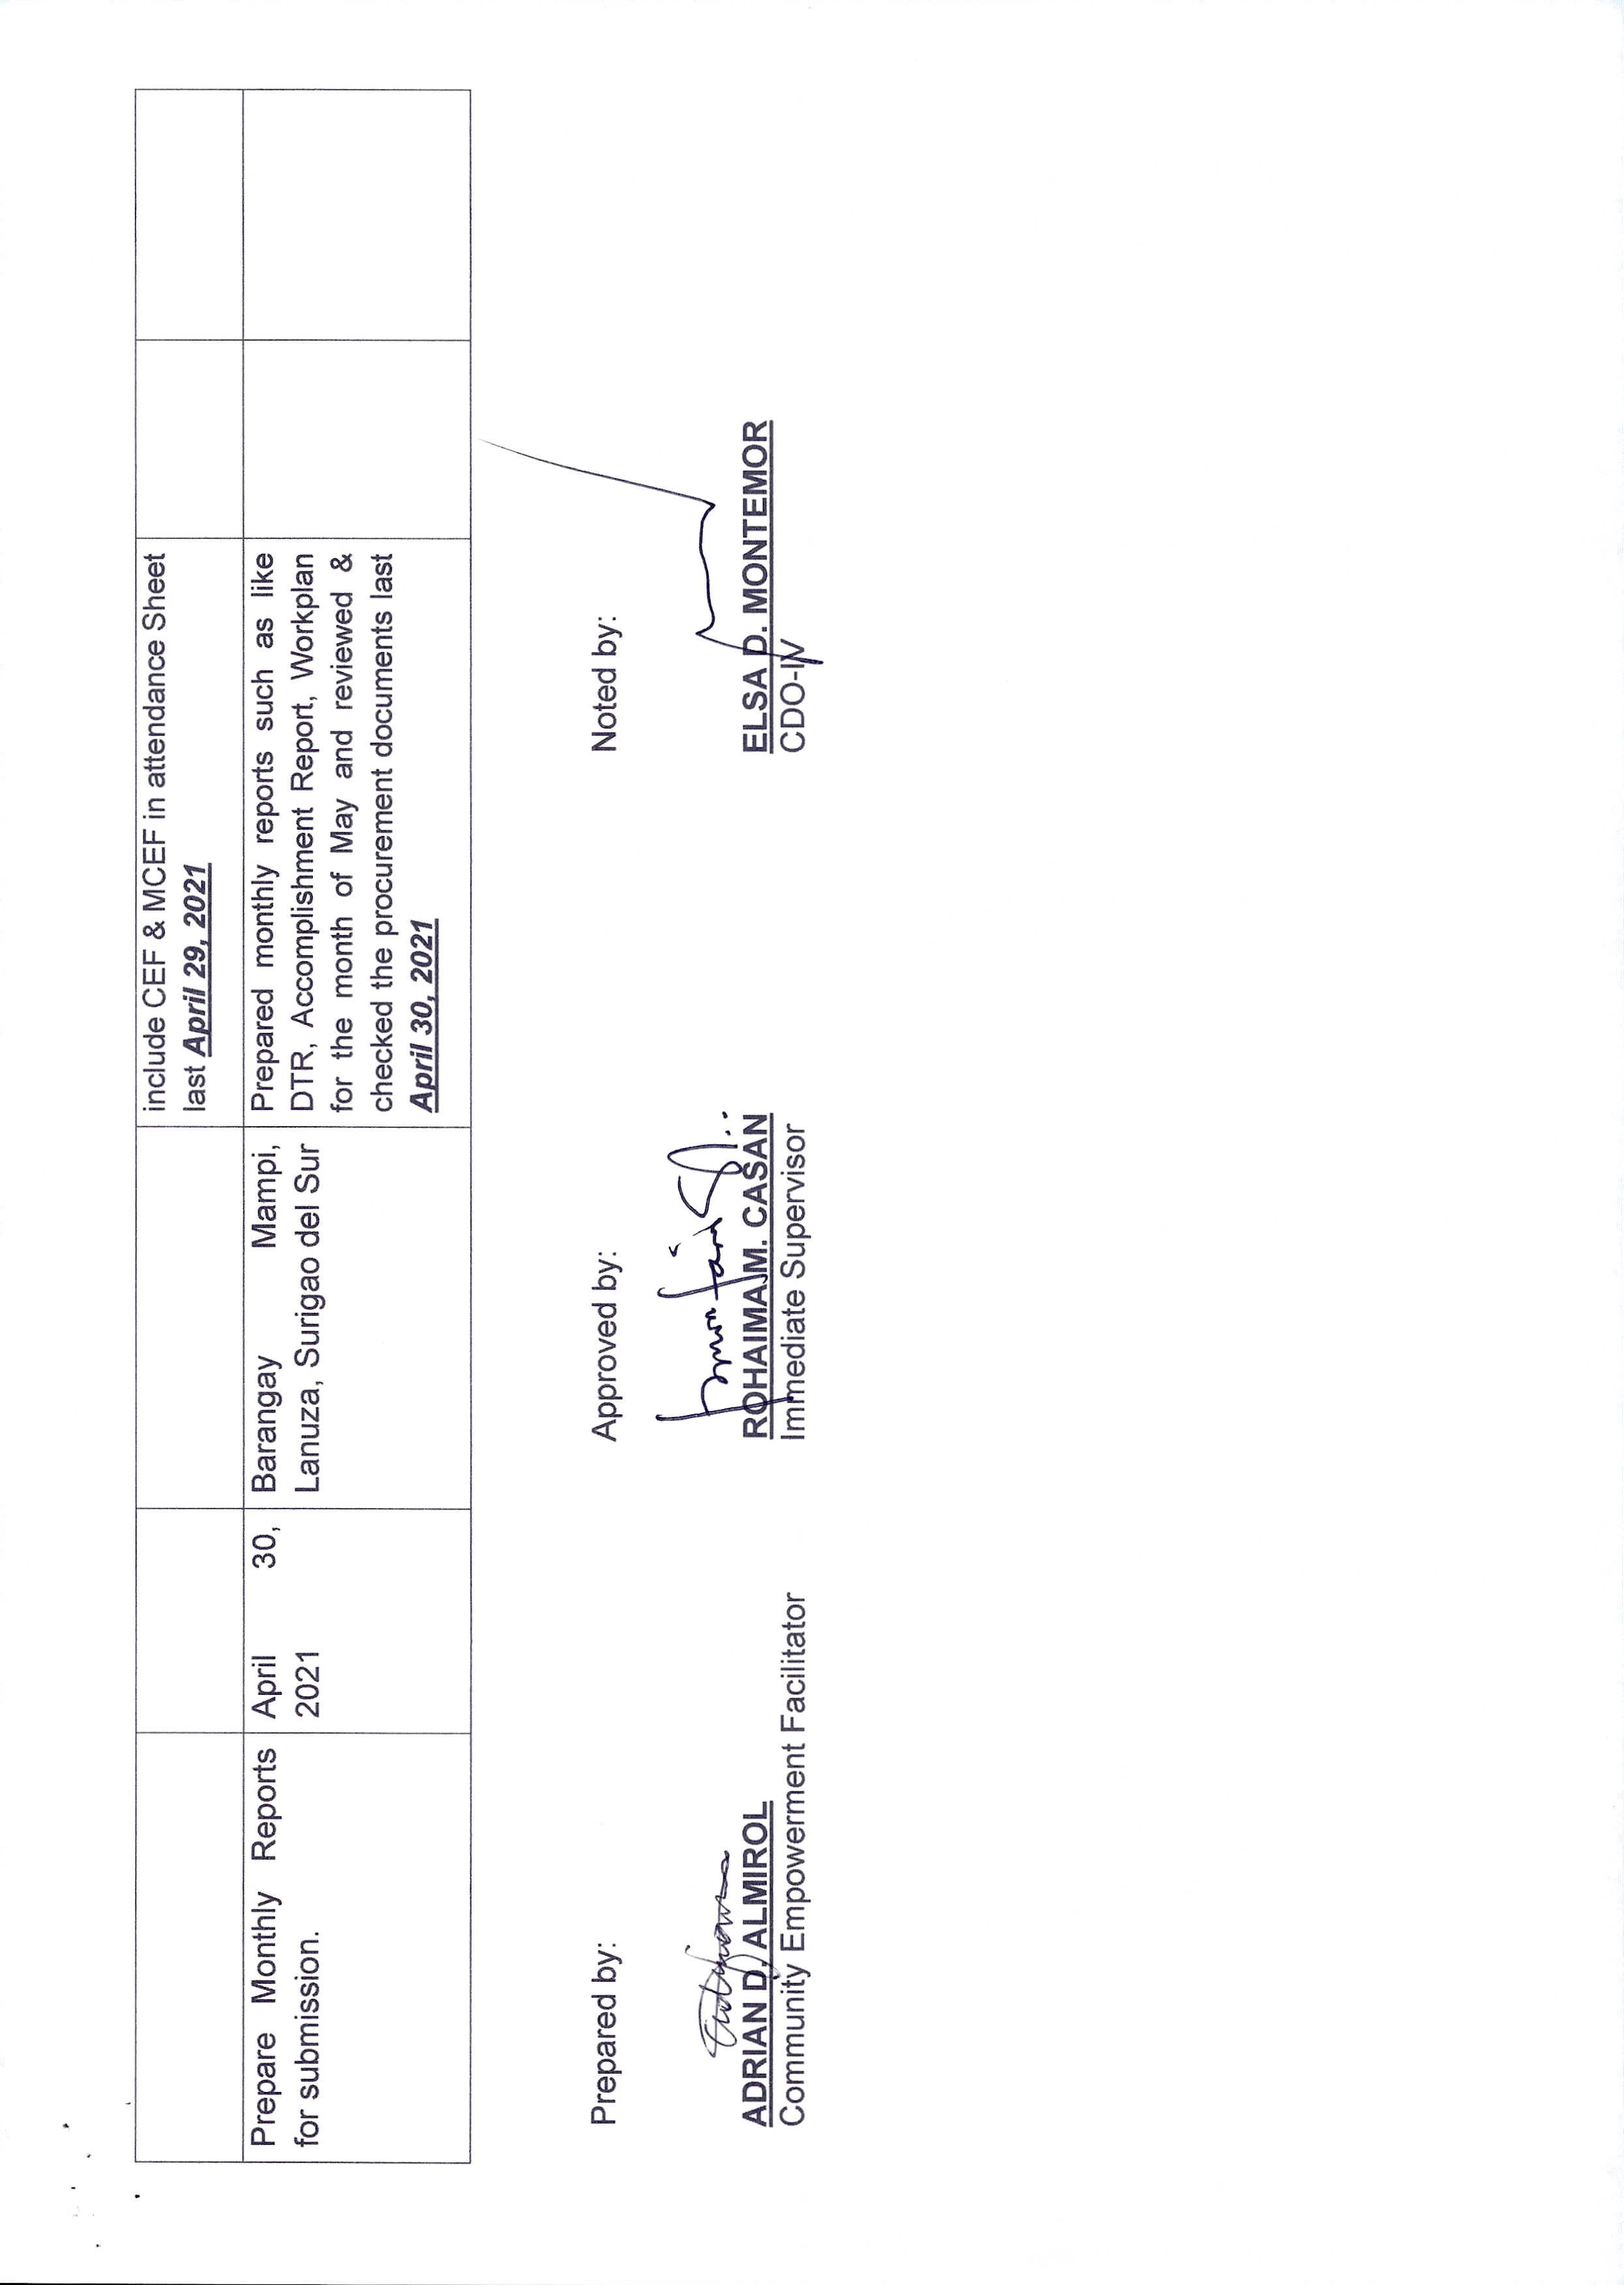 include CEF & MCEF in attendance Sheet
last April 29, 2021
Prepare Monthly Reports
for submission.
April 30,
2021
Barangay Mampi,
Lanuza, Surigao del Sur
Prepared monthly reports such as like
DTR, Accomplishment Report, Workplan
for the month of May and reviewed &
checked the procurement documents last
April 30, 2021
Prepared by:
ADRIAN D. ALMIROL
Community Empowerment Facilitator
Approved by:
ROHAIMA M. CASAN
Immediate Supervisor
Noted by:
ELSA D. MONTEMOR
CDO-IV